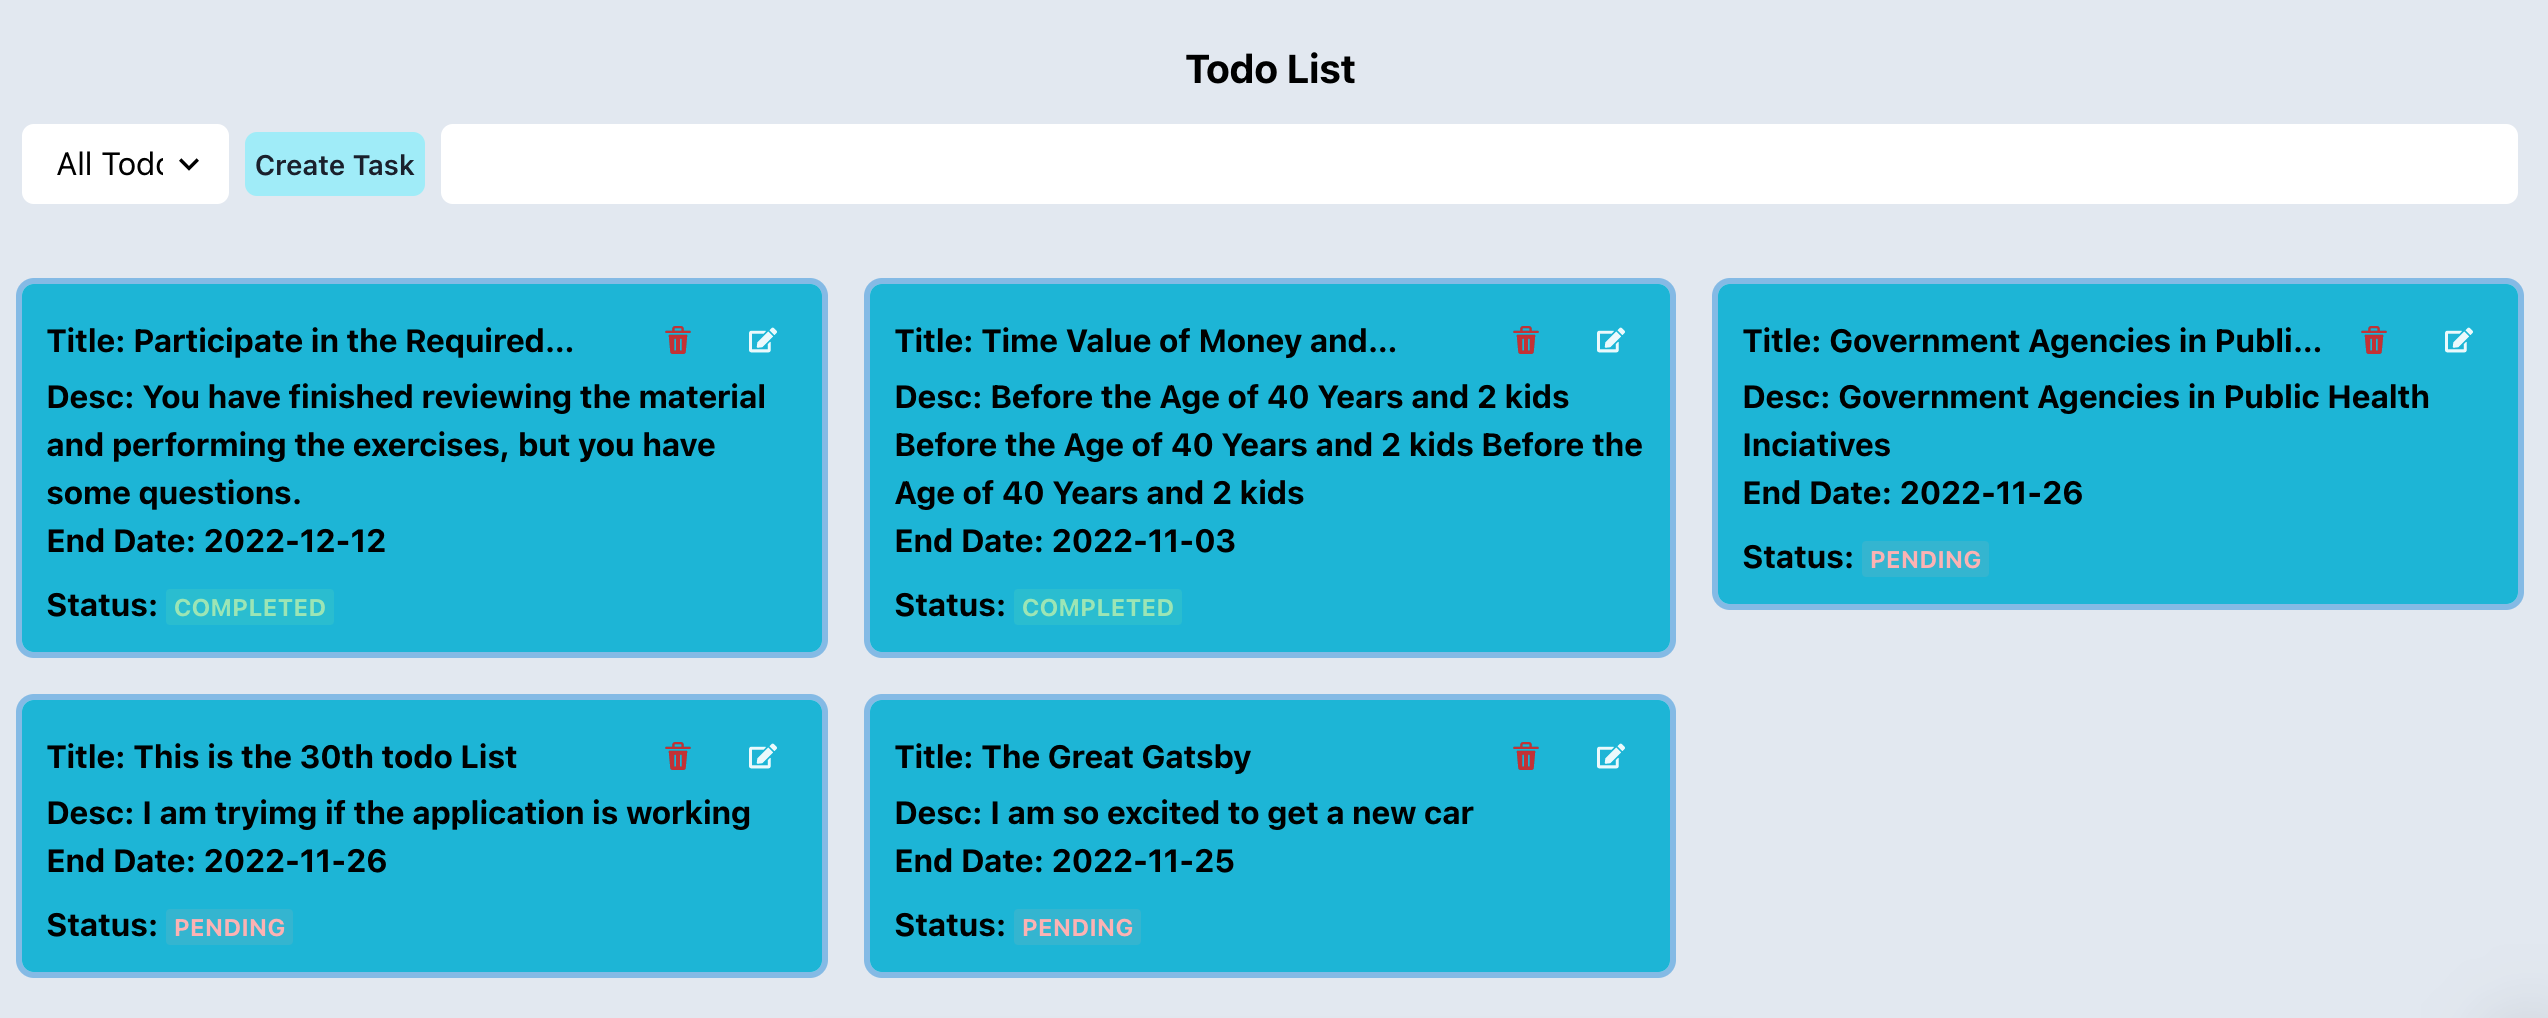 Todo List
All Todo
Create Task
Title: Participate in the Required...
Desc: You have finished reviewing the material
and performing the exercises, but you have
some questions.
End Date: 2022-12-12
Status: COMPLETED
Title: Time Value of Money and...
Desc: Before the Age of 40 Years and 2 kids
Before the Age of 40 Years and 2 kids Before the
Age of 40 Years and 2 kids
End Date: 2022-11-03
Status: COMPLETED
Title: Government Agencies in Publi...
Desc: Government Agencies in Public Health
Inciatives
End Date: 2022-11-26
Status: PENDING
Title: This is the 30th todo List
Desc: I am tryimg if the application is working
End Date: 2022-11-26
Status: PENDING
Title: The Great Gatsby
Desc: I am so excited to get a new car
End Date: 2022-11-25
Status: PENDING